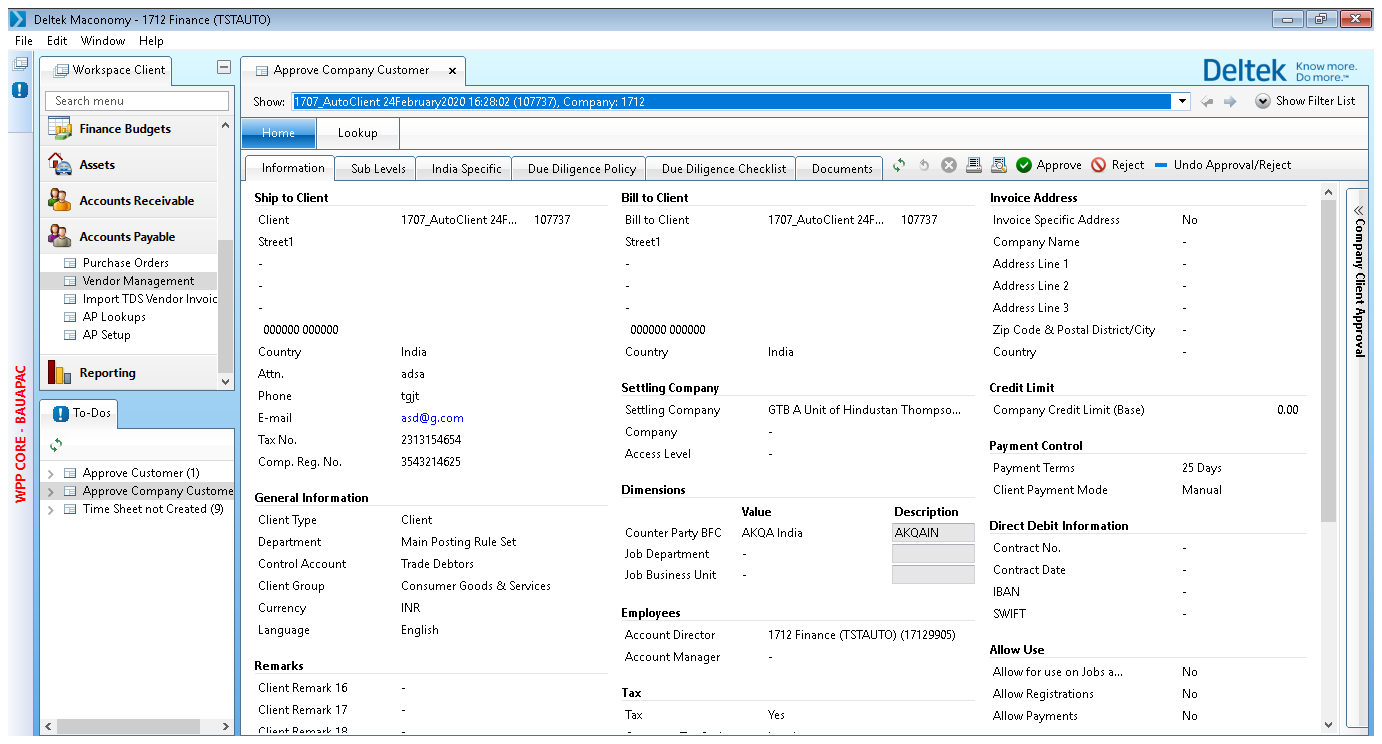 Deltek Maconomy - 1712 Finance (TSTAUTO)
File Edit Window Help
WPP CORE - BAUAPAC
Workspace Client
Search menu
Finance Budgets
Assets
Accounts Receivable
Accounts Payable
Purchase Orders
Vendor Management
Import TDS Vendor Invoic
AP Lookups
AP Setup
Reporting
To-Dos
Approve Customer (1)
Approve Company Custome
Time Sheet not Created (9)
Approve Company Customer
Deltek Know more. Do more.™
Show: 1707_AutoClient 24February2020 16:28:02 (107737), Company: 1712 Show Filter List
Home Lookup
Information Sub Levels India Specific Due Diligence Policy Due Diligence Checklist Documents Approve Reject Undo Approval/Reject
Ship to Client
Client 1707_AutoClient 24F... 107737
Street1
-
-
-
000000 000000
Country India
Attn. adsa
Phone tgjt
E-mail asd@g.com
Tax No. 2313154654
Comp. Reg. No. 3543214625
General Information
Client Type Client
Department Main Posting Rule Set
Control Account Trade Debtors
Client Group Consumer Goods & Services
Currency INR
Language English
Remarks
Client Remark 16 -
Client Remark 17 -
Client Remark 18 -
Bill to Client
Bill to Client 1707_AutoClient 24F... 107737
Street1
-
-
-
000000 000000
Country India
Settling Company
Settling Company GTB A Unit of Hindustan Thompso...
Company -
Access Level -
Dimensions
Value Description
Counter Party BFC AKQA India AKQAIN
Job Department -
Job Business Unit -
Employees
Account Director 1712 Finance (TSTAUTO) (17129905)
Account Manager -
Tax
Tax Yes
Invoice Address
Invoice Specific Address No
Company Name -
Address Line 1 -
Address Line 2 -
Address Line 3 -
Zip Code & Postal District/City -
Country -
Credit Limit
Company Credit Limit (Base) 0.00
Payment Control
Payment Terms 25 Days
Client Payment Mode Manual
Direct Debit Information
Contract No. -
Contract Date -
IBAN -
SWIFT -
Allow Use
Allow for use on Jobs a... No
Allow Registrations No
Allow Payments No
Company Client Approval